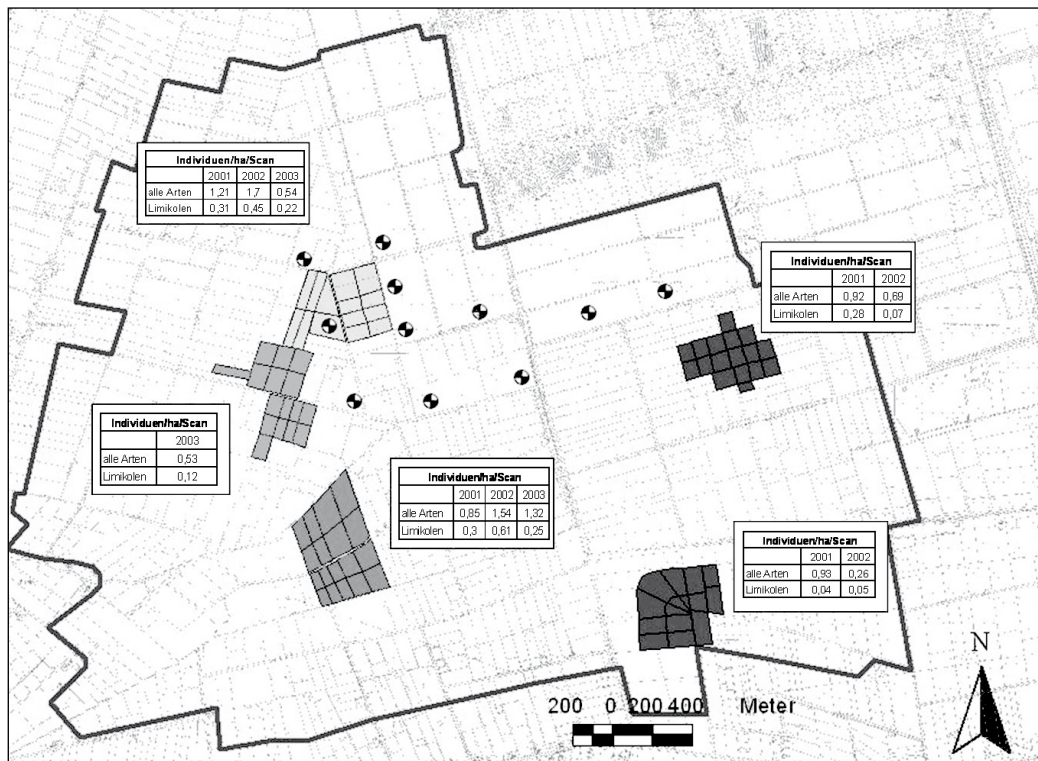 Individuen/ha/Scan
2001 2002 2003
alle Arten 1,21 1,7 0,54
Limikolen 0,31 0,45 0,22
Individuen/ha/Scan
2001 2002
alle Arten 0,92 0,69
Limikolen 0,28 0,07
Individuen/ha/Scan
2003
alle Arten 0,53
Limikolen 0,12
Individuen/ha/Scan
2001 2002 2003
alle Arten 0,85 1,54 1,32
Limikolen 0,3 0,61 0,25
Individuen/ha/Scan
2001 2002
alle Arten 0,93 0,26
Limikolen 0,04 0,05
N
200 0 200 400 Meter